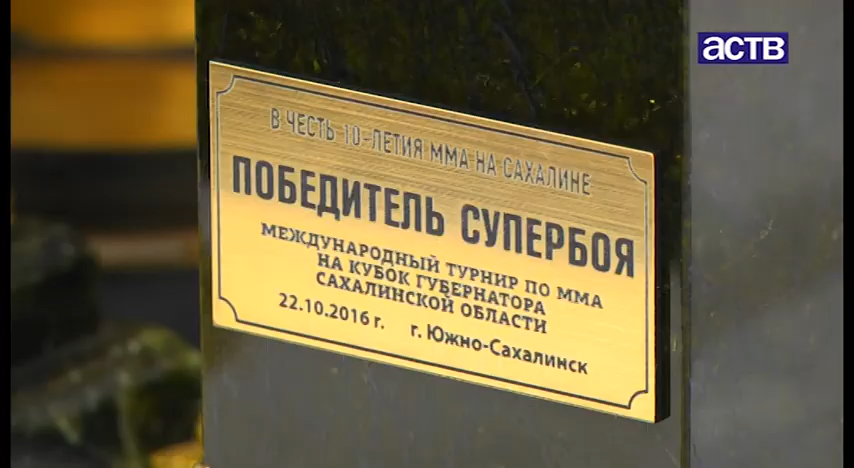 аств
В ЧЕСТЬ 10-ЛЕТИЯ ММА НА САХАЛИНЕ
ПОБЕДИТЕЛЬ СУПЕРБОЯ
МЕЖДУНАРОДНЫЙ ТУРНИР ПО ММА
НА КУБОК ГУБЕРНАТОРА
САХАЛИНСКОЙ ОБЛАСТИ
22.10.2016 г. г. Южно-Сахалинск